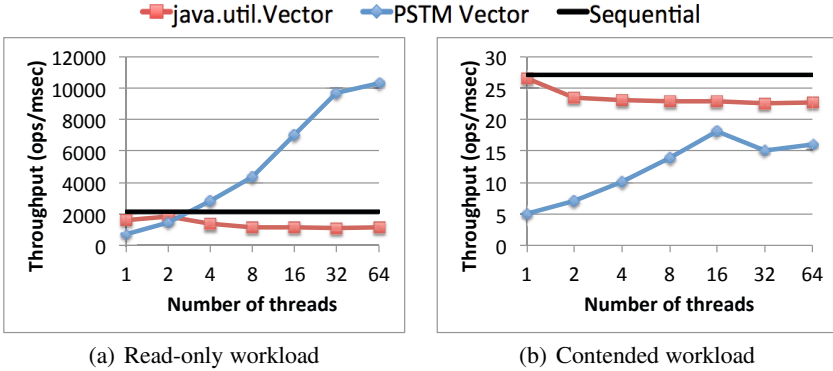 java.util.Vector PSTM Vector Sequential
Throughput (ops/msec)
12000
10000
8000
6000
4000
2000
0
1 2 4 8 16 32 64
Number of threads
(a) Read-only workload
Throughput (ops/msec)
30
25
20
15
10
5
0
1 2 4 8 16 32 64
Number of threads
(b) Contended workload